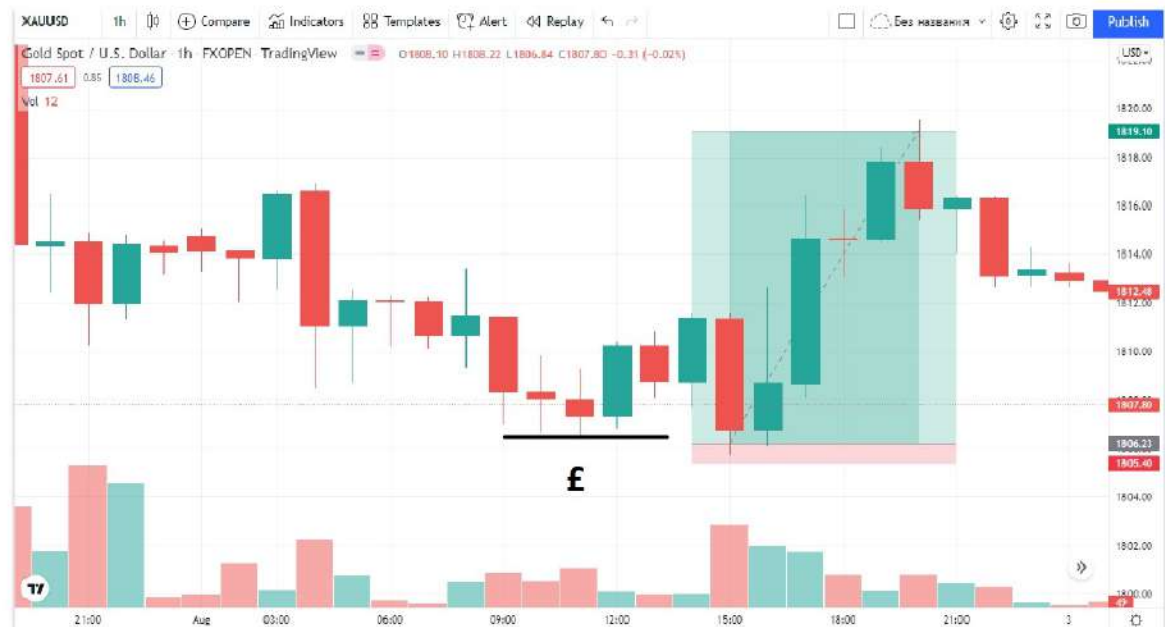 XAUUSD 1h Compare Indicators Templates Alert Replay Без названия Publish
Gold Spot / U.S. Dollar 1h FXOPEN TradingView O1808.10 H1808.22 L1806.84 C1807.80 -0.31 (-0.02%)
USD
1807.61 0.85 1808.46
Vol 12
1820.00
1819.10
1818.00
1816.00
1814.00
1812.48
1812.00
1810.00
1807.80
1806.23
1805.40
£
1804.00
1802.00
1800.00
21:00 Aug 03:00 06:00 09:00 12:00 15:00 18:00 21:00 3